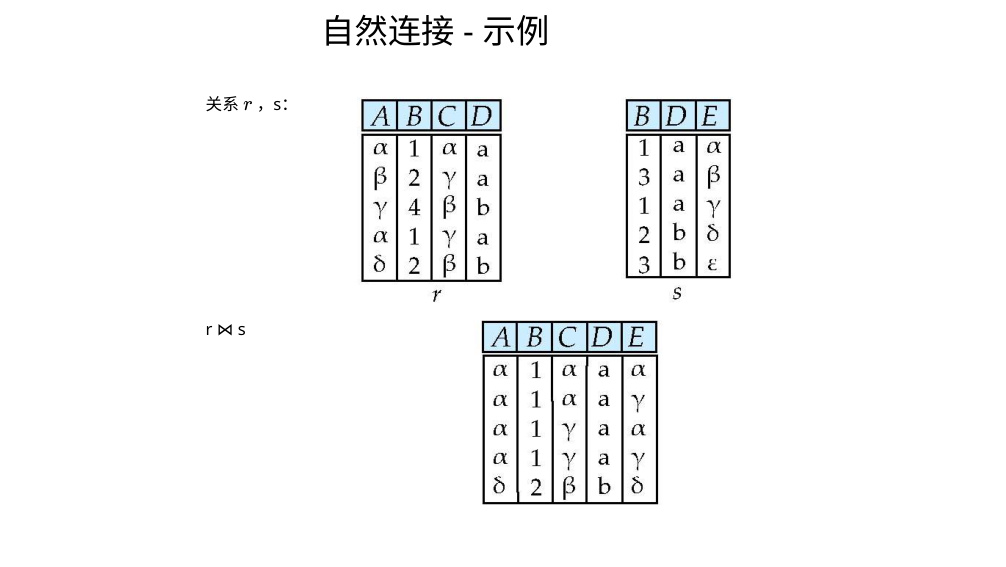 自然连接 - 示例
关系 r ，s：
A B C D
α 1 α a
β 2 γ a
γ 4 β b
α 1 γ a
δ 2 β b
r
B D E
1 a α
3 a β
1 a γ
2 b δ
3 b ε
s
r ⋈ s
A B C D E
α 1 α a α
α 1 α a γ
α 1 γ a α
α 1 γ a γ
δ 2 β b δ